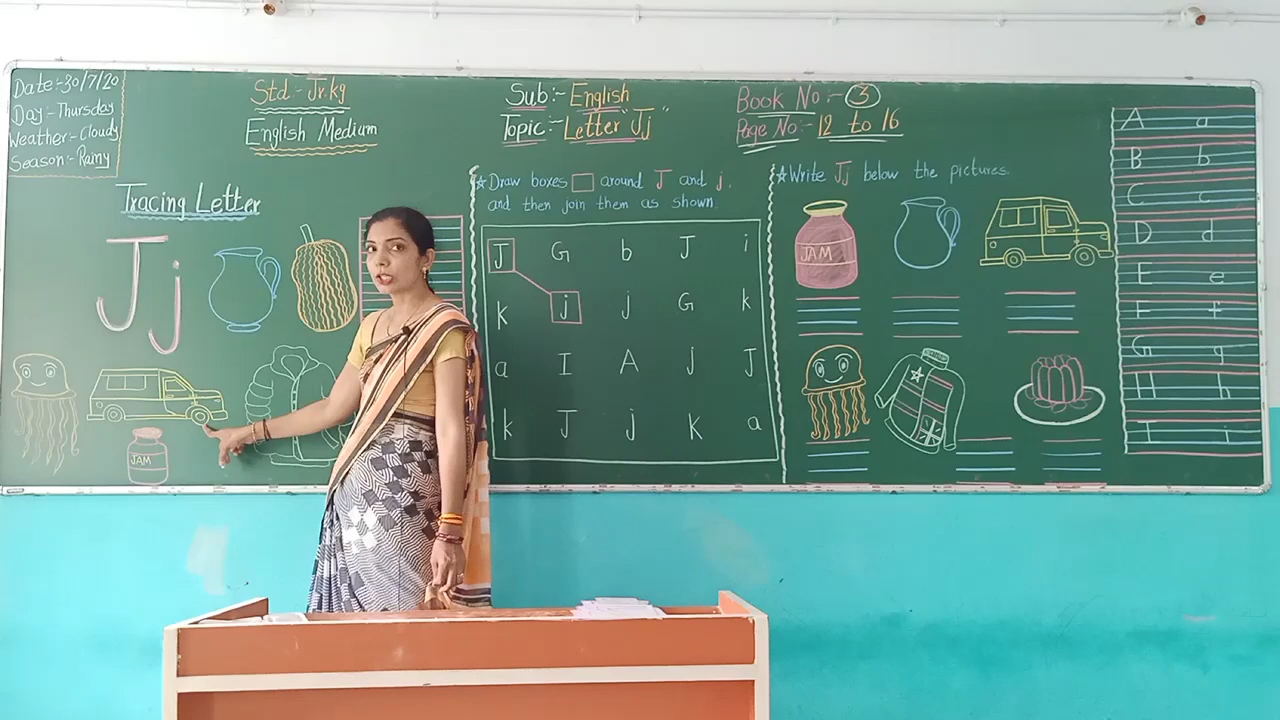 Date:-30/7/20
Day:-Thursday
Weather:-Cloudy
Season:-Rainy
Std.-Jr.kg
English Medium
Sub:-English
Topic:-Letter "Jj"
Book No:-3
Page No:-12 to 16
Tracing Letter
J j
JAM
Draw boxes around J and j,
and then join them as shown.
J G b J i
k j j G k
a I A j J
k J j K a
Write Jj below the pictures.
JAM
A a
B b
C c
D d
E e
F f
G g
H h
I i